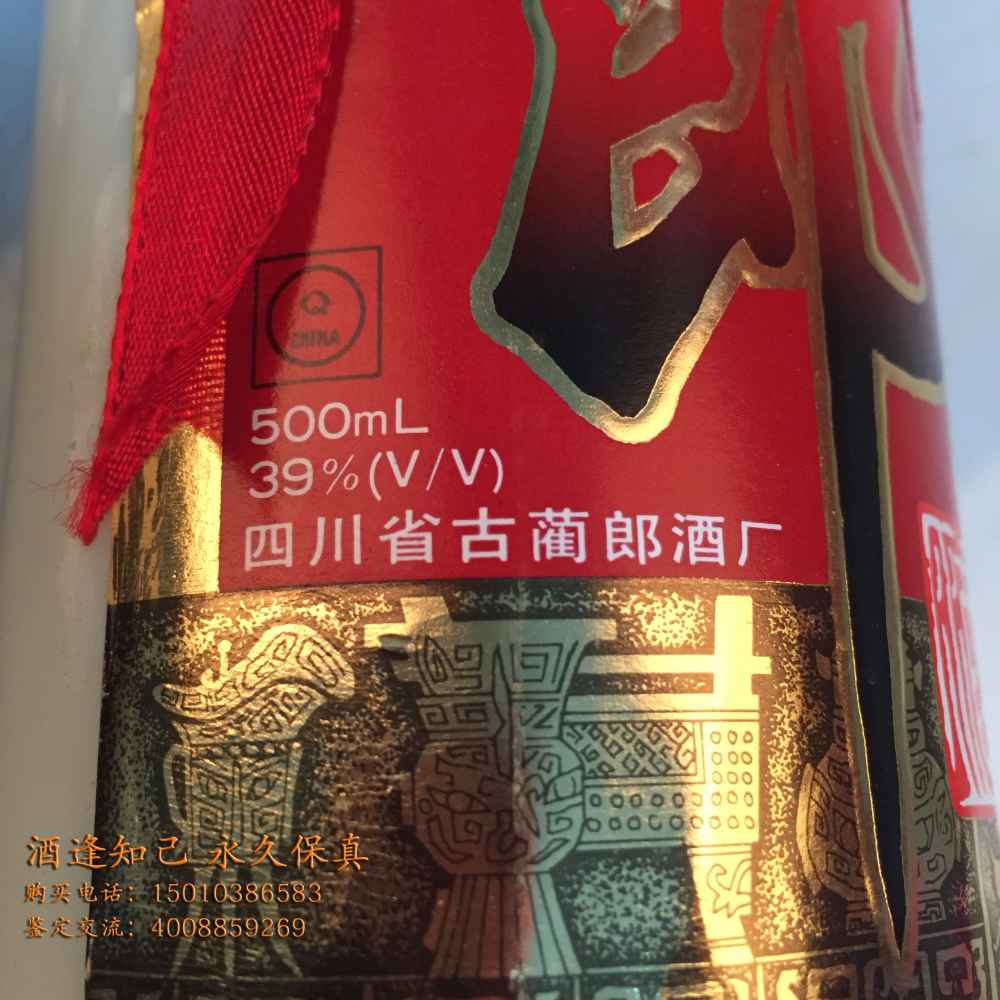 郎
Q
CHINA
500mL
39%(V/V)
四川省古蔺郎酒厂
酒逢知己 永久保真
购买电话：15010386583
鉴定交流：4008859269